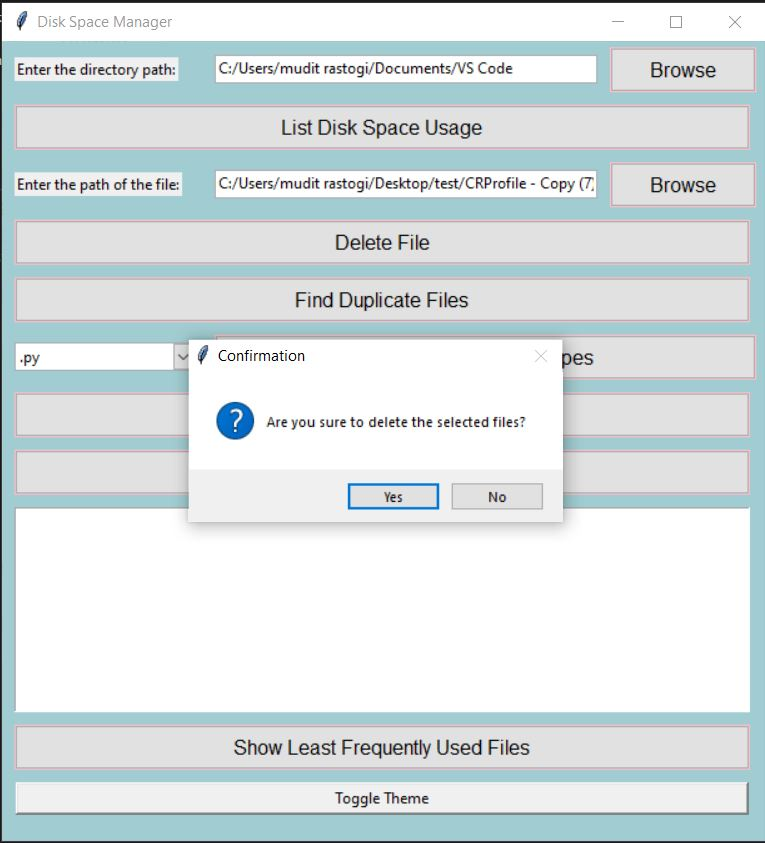 Disk Space Manager
Enter the directory path: C:/Users/mudit rastogi/Documents/VS Code Browse
List Disk Space Usage
Enter the path of the file: C:/Users/mudit rastogi/Desktop/test/CRProfile - Copy (7) Browse
Delete File
Find Duplicate Files
.py pes
Confirmation
Are you sure to delete the selected files?
Yes No
Show Least Frequently Used Files
Toggle Theme